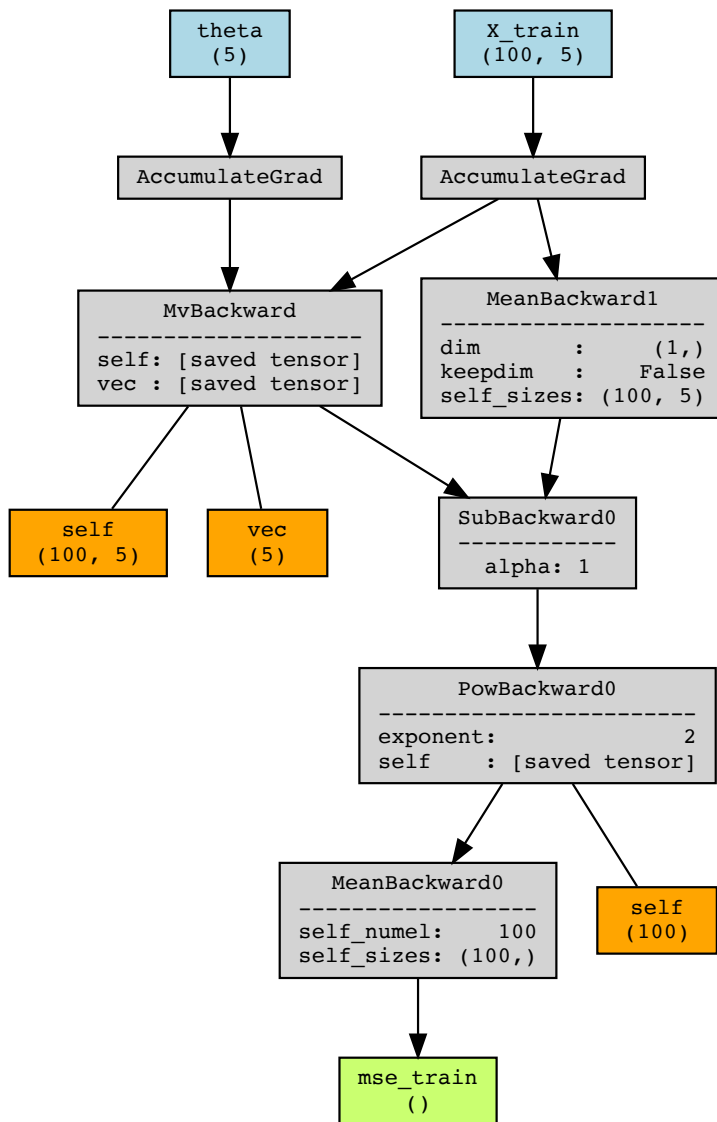 theta
(5)
X_train
(100, 5)
AccumulateGrad
AccumulateGrad
MvBackward
--------------------
self: [saved tensor]
vec : [saved tensor]
MeanBackward1
--------------------
dim       :     (1,)
keepdim   :    False
self_sizes: (100, 5)
self
(100, 5)
vec
(5)
SubBackward0
------------
alpha: 1
PowBackward0
------------------------
exponent:              2
self    : [saved tensor]
MeanBackward0
------------------
self_numel:    100
self_sizes: (100,)
self
(100)
mse_train
()